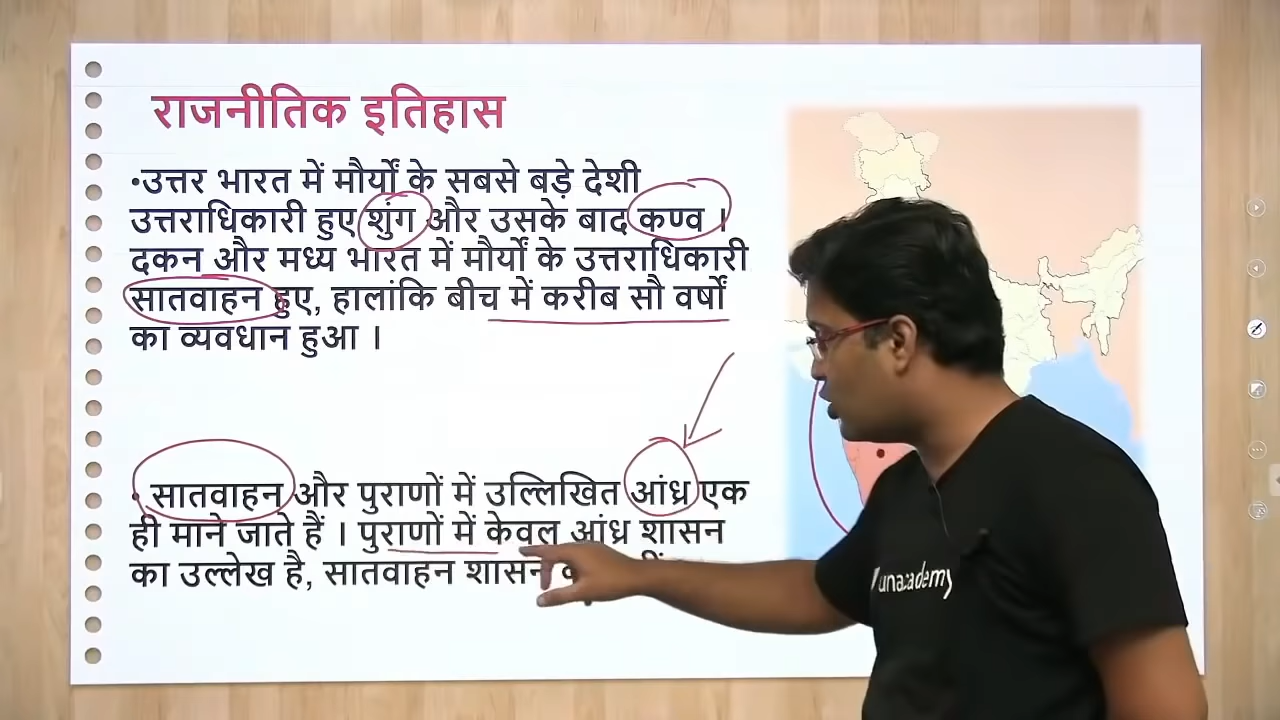 राजनीतिक इतिहास
•उत्तर भारत में मौर्यों के सबसे बड़े देशी
उत्तराधिकारी हुए शुंग और उसके बाद कण्व ।
दकन और मध्य भारत में मौर्यों के उत्तराधिकारी
सातवाहन हुए, हालांकि बीच में करीब सौ वर्षों
का व्यवधान हुआ ।
• सातवाहन और पुराणों में उल्लिखित आंध्र एक
ही माने जाते हैं । पुराणों में केवल आंध्र शासन
का उल्लेख है, सातवाहन शासन
unacademy